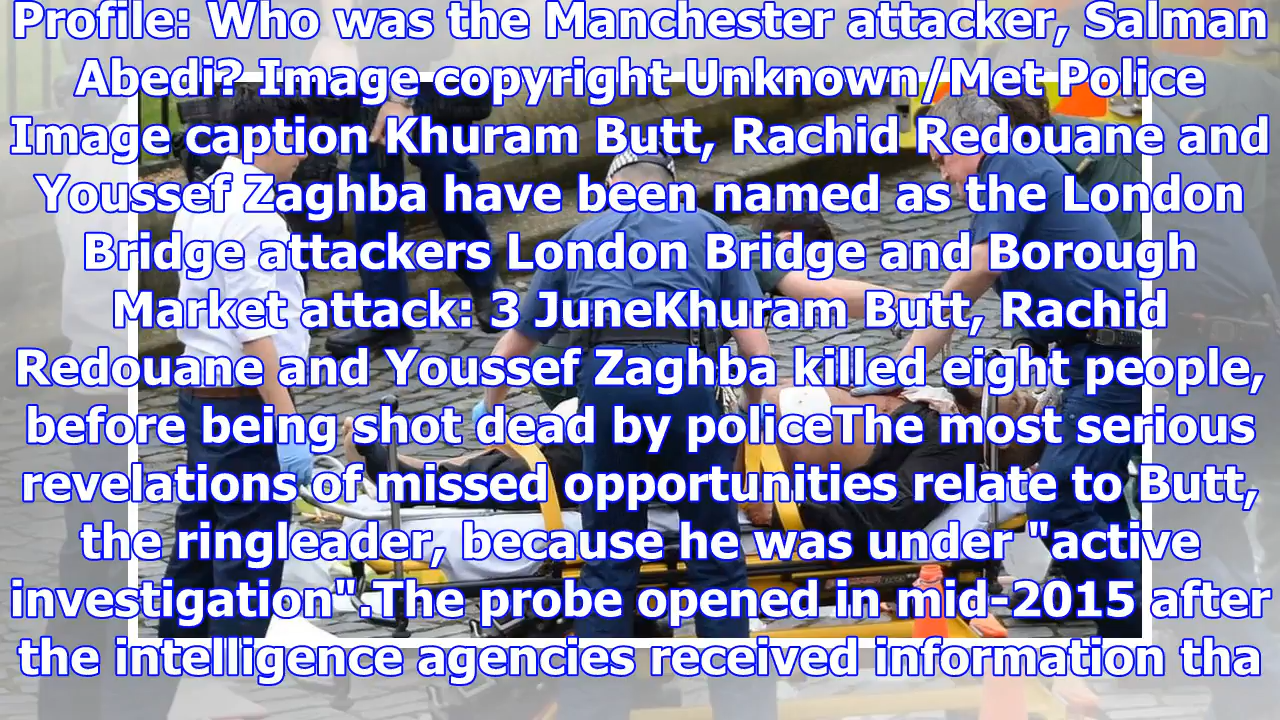 Profile: Who was the Manchester attacker, Salman
Abedi? Image copyright Unknown/Met Police
Image caption Khuram Butt, Rachid Redouane and
Youssef Zaghba have been named as the London
Bridge attackers London Bridge and Borough
Market attack: 3 JuneKhuram Butt, Rachid
Redouane and Youssef Zaghba killed eight people,
before being shot dead by policeThe most serious
revelations of missed opportunities relate to Butt,
the ringleader, because he was under "active
investigation".The probe opened in mid-2015 after
the intelligence agencies received information tha